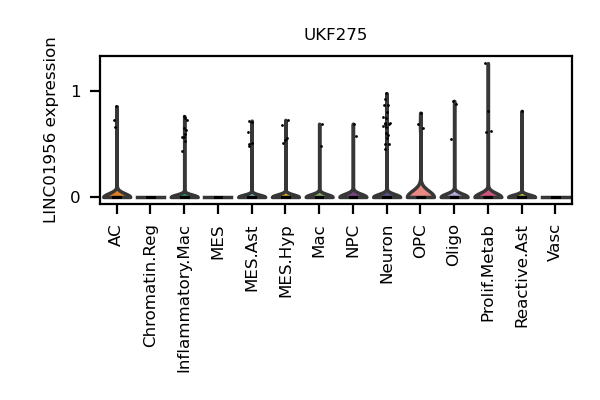 UKF275
LINC01956 expression
1
0
AC
Chromatin.Reg
Inflammatory.Mac
MES
MES.Ast
MES.Hyp
Mac
NPC
Neuron
OPC
Oligo
Prolif.Metab
Reactive.Ast
Vasc